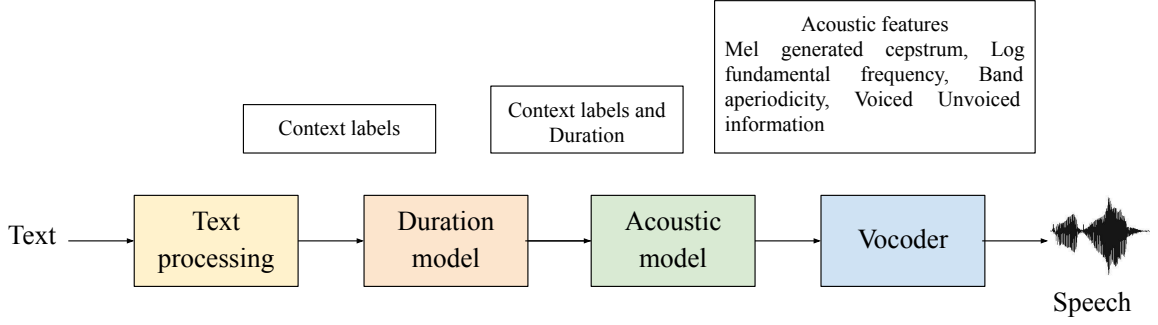 Acoustic features
Mel generated cepstrum, Log
fundamental frequency, Band
aperiodicity, Voiced Unvoiced
information
Context labels and
Duration
Context labels
Text
Text
processing
Duration
model
Acoustic
model
Vocoder
Speech